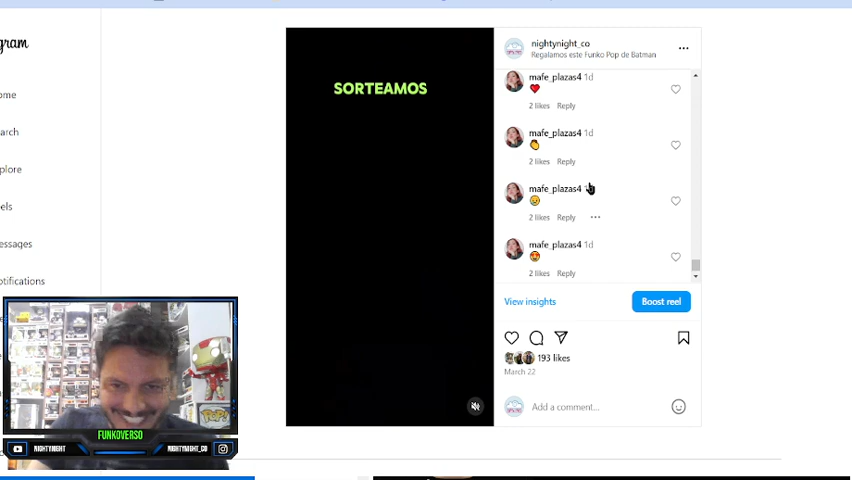 gram
ome
arch
plore
els
essages
otifications
SORTEAMOS
nightynight_co
Regalamos este Funko Pop de Batman
mafe_plazas4 1d
2 likes Reply
mafe_plazas4 1d
2 likes Reply
mafe_plazas4
2 likes Reply
mafe_plazas4 1d
2 likes Reply
View insights
Boost reel
193 likes
March 22
Add a comment...
POP!
FUNKOVERSO
NIGHTYNIGHT
NIGHTYNIGHT_CO